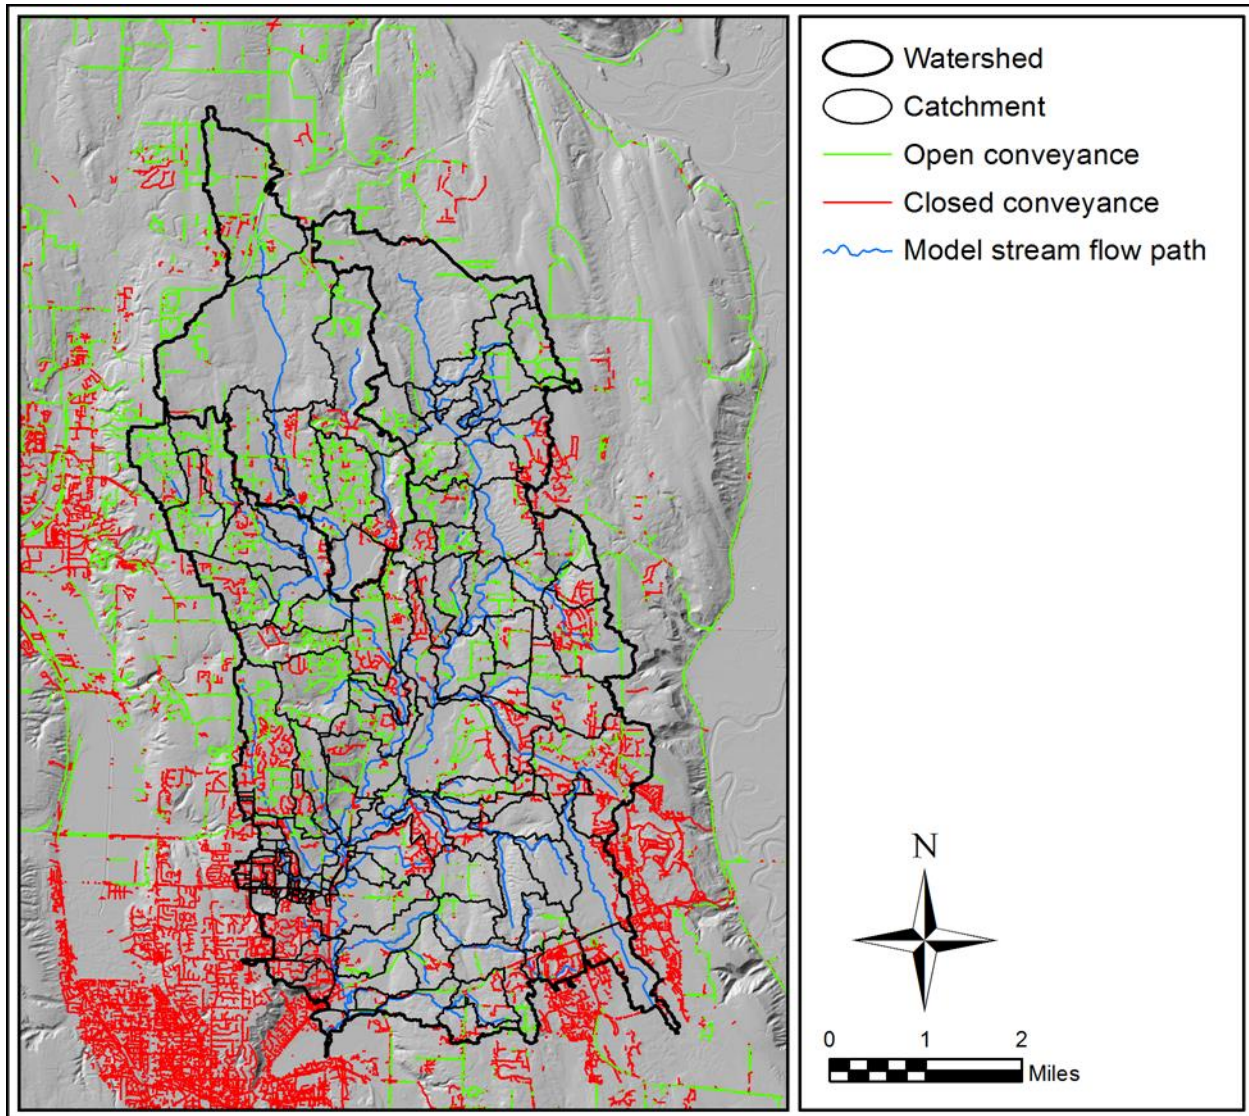 Watershed
Catchment
Open conveyance
Closed conveyance
Model stream flow path
N
0 1 2
Miles